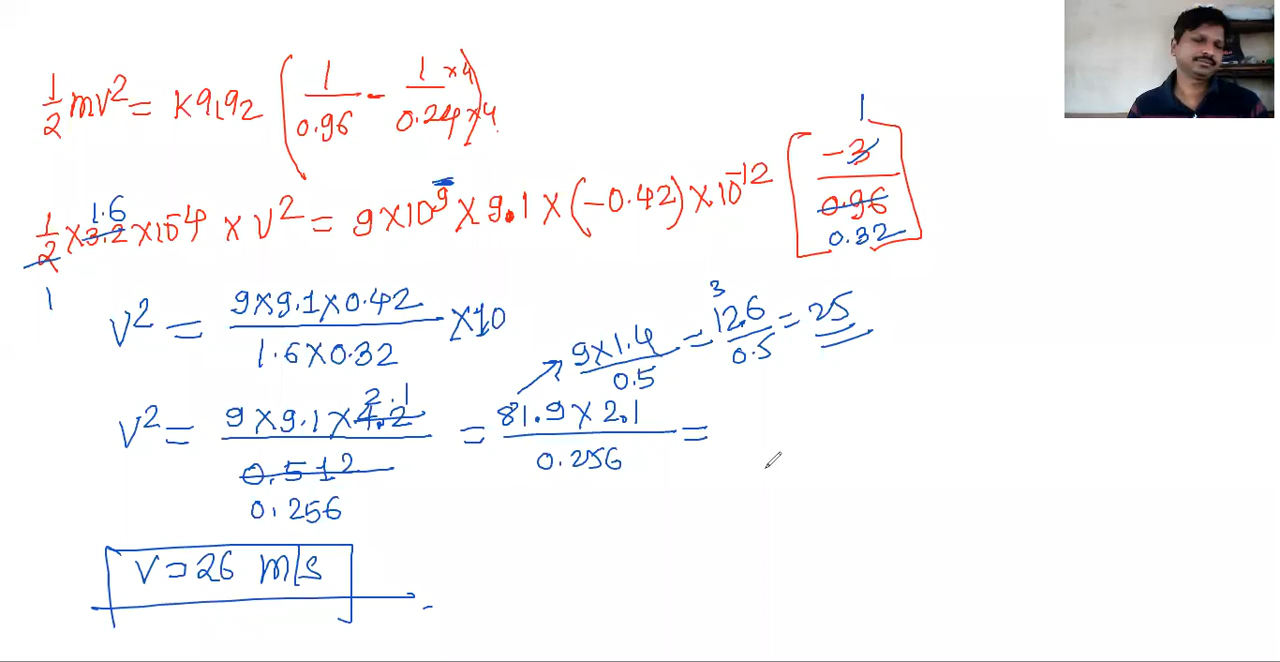 ½mv² = Kq₁q₂ ( 1/0.96 - 1×4/0.24×4 )
1/2 × 3.2 1.6 × 10⁻⁴ × v² = 9×10⁹ × 9.1 × (-0.42) × 10⁻¹² [ -3/0.96 1 0.32 ]
1
v² = 9×9.1×0.42/1.6×0.32 ×10
9×1.4/0.5 = 12.6/0.5 = 25
3
v² = 9×9.1×4.2/0.512 = 81.9×2.1/0.256 =
2.1
0.256
v = 26 m/s